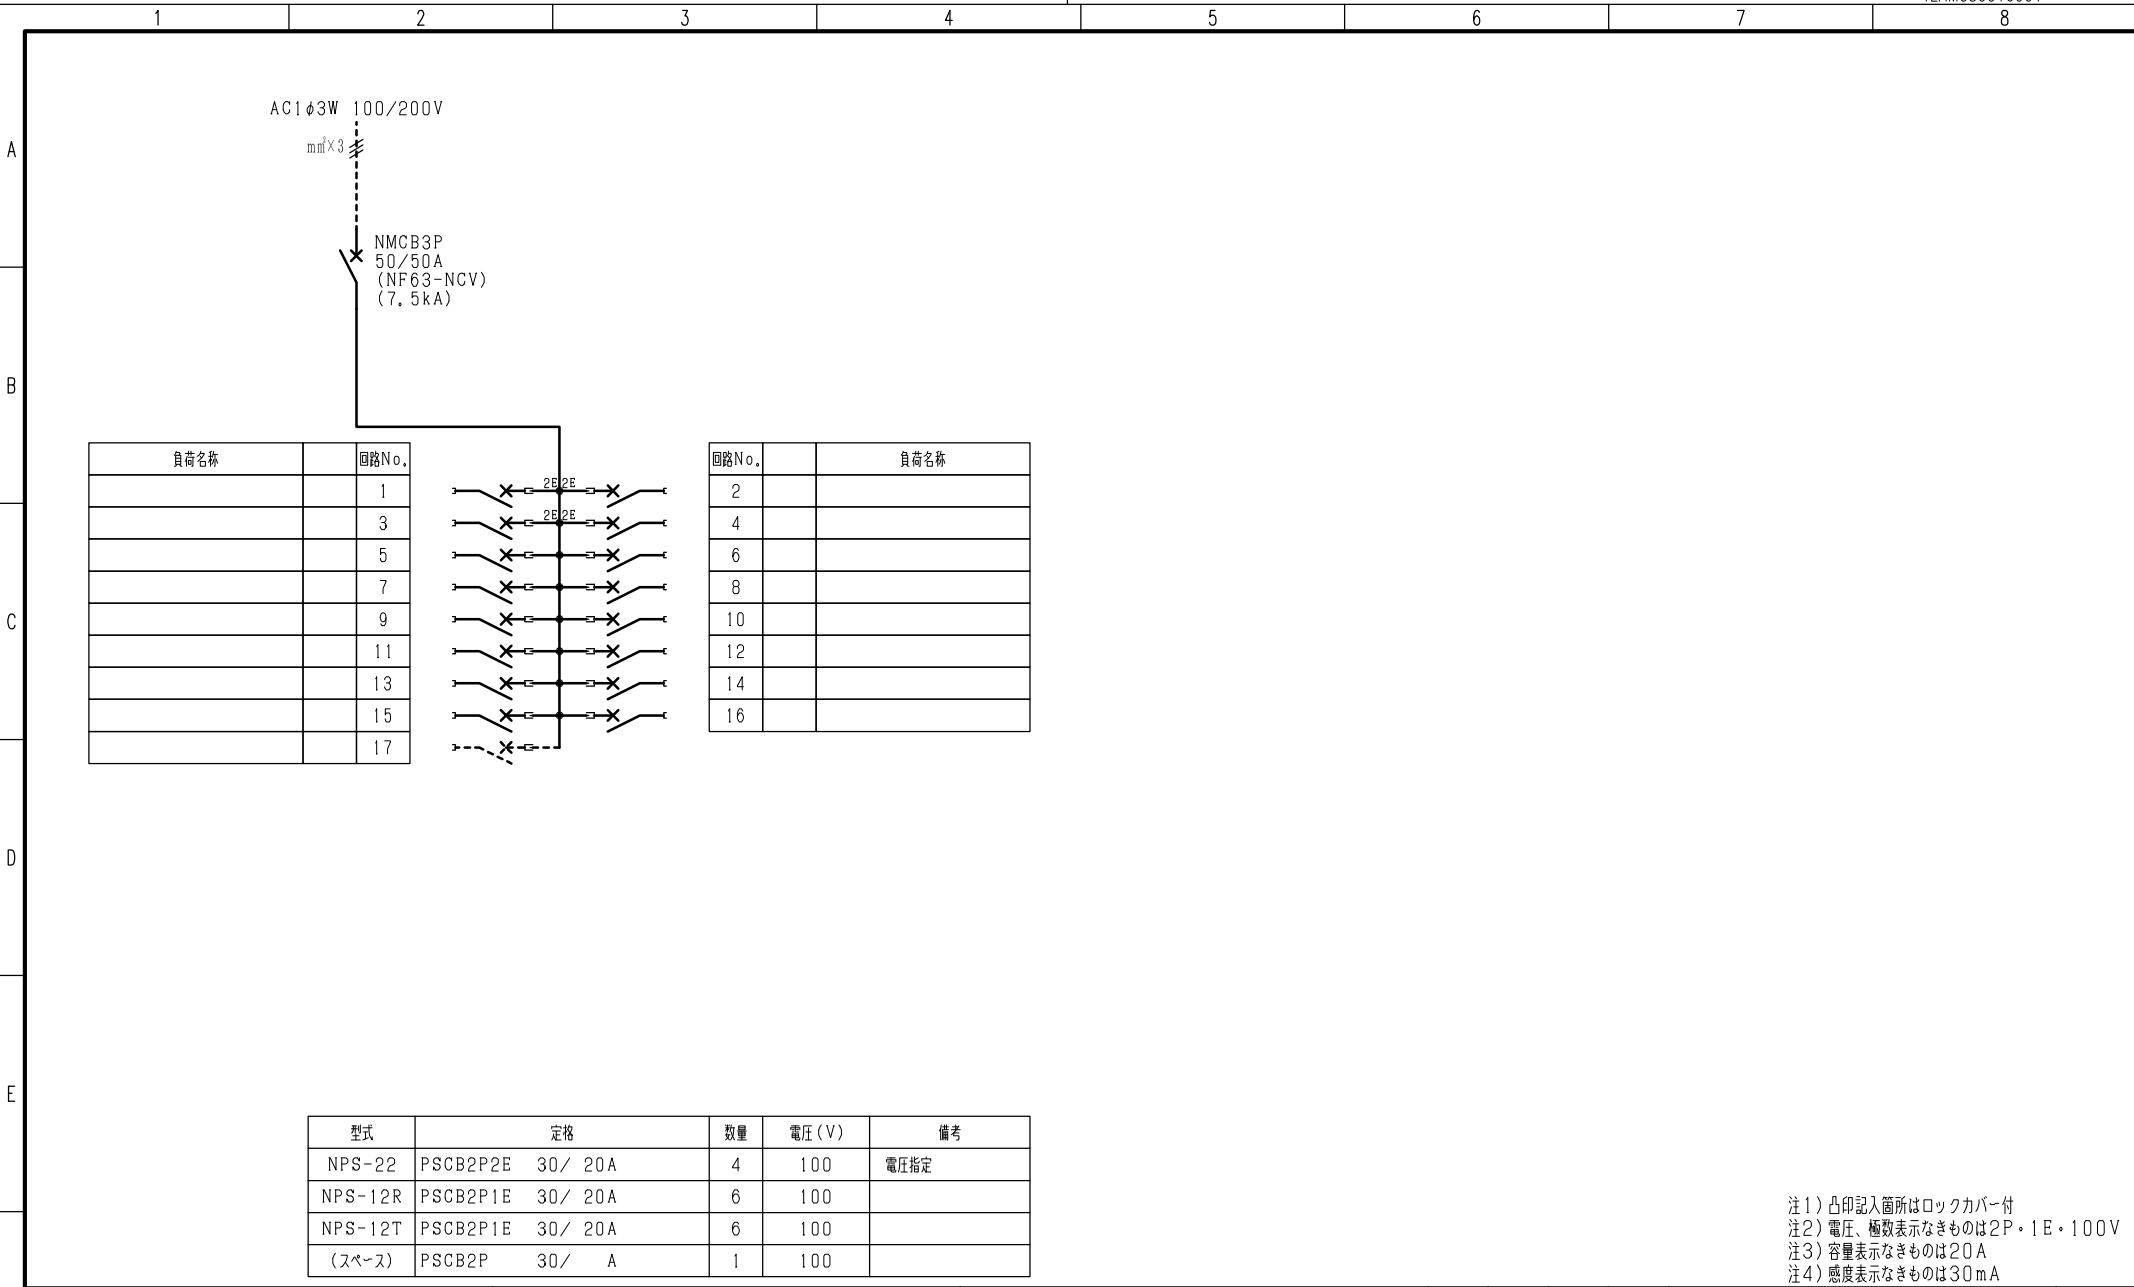 1 2 3 4 5 6 7 8
A
B
C
D
E
AC1φ3W 100/200V
mm²×3
NMCB3P
50/50A
(NF63-NCV)
(7.5kA)
負荷名称 回路No.
1
3
5
7
9
11
13
15
17
2E 2E
2E 2E
回路No. 負荷名称
2
4
6
8
10
12
14
16
型式 定格 数量 電圧(V) 備考
NPS-22 PSCB2P2E 30/ 20A 4 100 電圧指定
NPS-12R PSCB2P1E 30/ 20A 6 100
NPS-12T PSCB2P1E 30/ 20A 6 100
(スペース) PSCB2P 30/ A 1 100
注1)凸印記入箇所はロックカバー付
注2)電圧、極数表示なきものは2P・1E・100V
注3)容量表示なきものは20A
注4)感度表示なきものは30mA